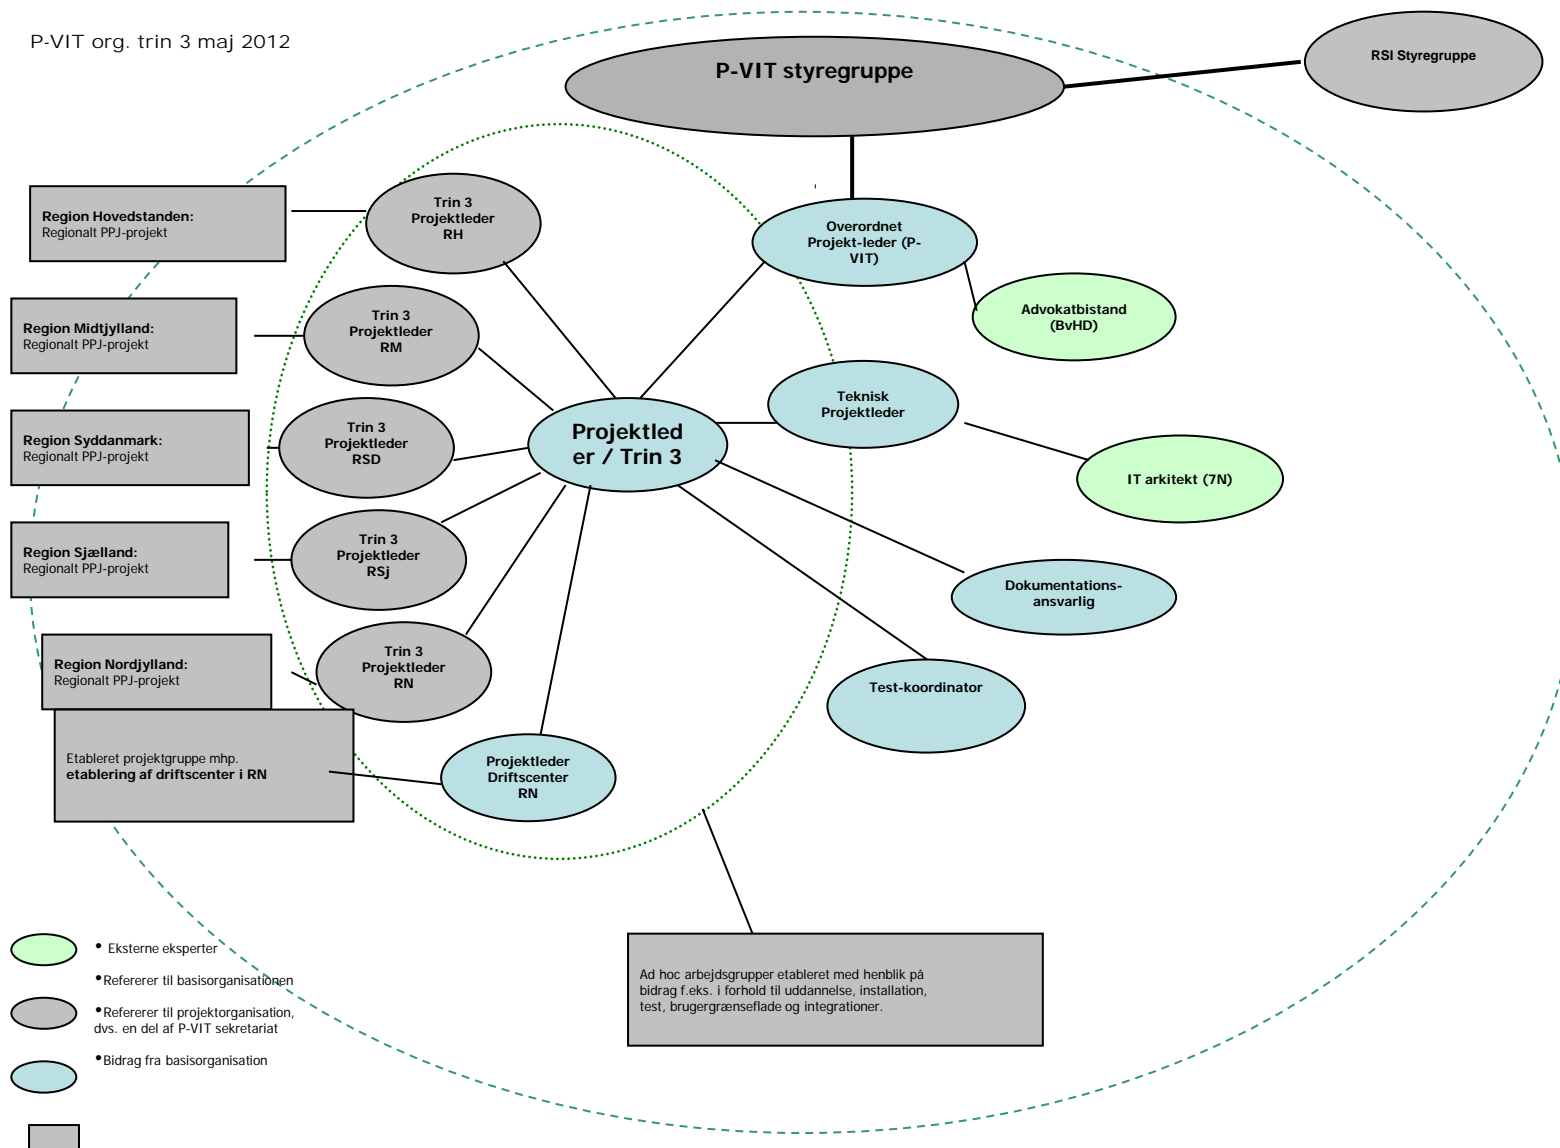 P-VIT org. trin 3 maj 2012
P-VIT styregruppe
RSI Styregruppe
Region Hovedstanden:
Regionalt PPJ-projekt
Trin 3
Projektleder
RH
Overordnet
Projekt-leder (P-
VIT)
Advokatbistand
(BvHD)
Region Midtjylland:
Regionalt PPJ-projekt
Trin 3
Projektleder
RM
Teknisk
Projektleder
Region Syddanmark:
Regionalt PPJ-projekt
Trin 3
Projektleder
RSD
Projektled
er / Trin 3
IT arkitekt (7N)
Region Sjælland:
Regionalt PPJ-projekt
Trin 3
Projektleder
RSj
Dokumentations-
ansvarlig
Region Nordjylland:
Regionalt PPJ-projekt
Trin 3
Projektleder
RN
Test-koordinator
Etableret projektgruppe mhp.
etablering af driftscenter i RN
Projektleder
Driftscenter
RN
• Eksterne eksperter
•Refererer til basisorganisationen
•Refererer til projektorganisation,
dvs. en del af P-VIT sekretariat
•Bidrag fra basisorganisation
Ad hoc arbejdsgrupper etableret med henblik på
bidrag f.eks. i forhold til uddannelse, installation,
test, brugergrænseflade og integrationer.